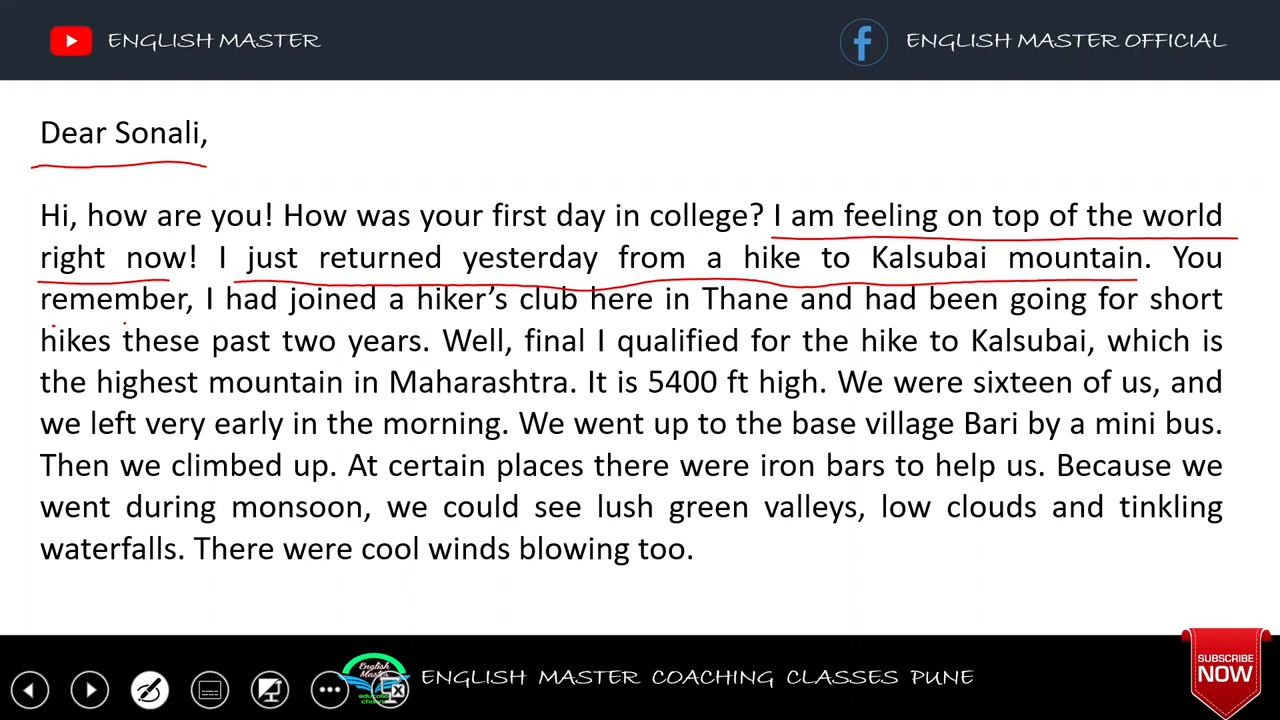 ENGLISH MASTER
ENGLISH MASTER OFFICIAL
Dear Sonali,
Hi, how are you! How was your first day in college? I am feeling on top of the world
right now! I just returned yesterday from a hike to Kalsubai mountain. You
remember, I had joined a hiker's club here in Thane and had been going for short
hikes these past two years. Well, final I qualified for the hike to Kalsubai, which is
the highest mountain in Maharashtra. It is 5400 ft high. We were sixteen of us, and
we left very early in the morning. We went up to the base village Bari by a mini bus.
Then we climbed up. At certain places there were iron bars to help us. Because we
went during monsoon, we could see lush green valleys, low clouds and tinkling
waterfalls. There were cool winds blowing too.
English
Master
ENGLISH MASTER COACHING CLASSES PUNE
SUBSCRIBE
NOW